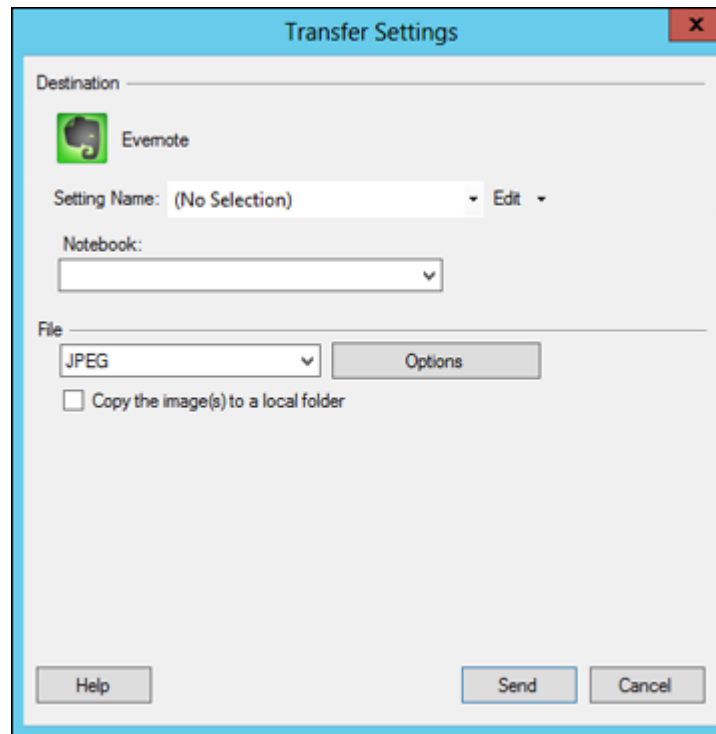 Transfer Settings
x
Destination
Evernote
Setting Name: (No Selection) Edit
Notebook:
File
JPEG Options
Copy the image(s) to a local folder
Help Send Cancel